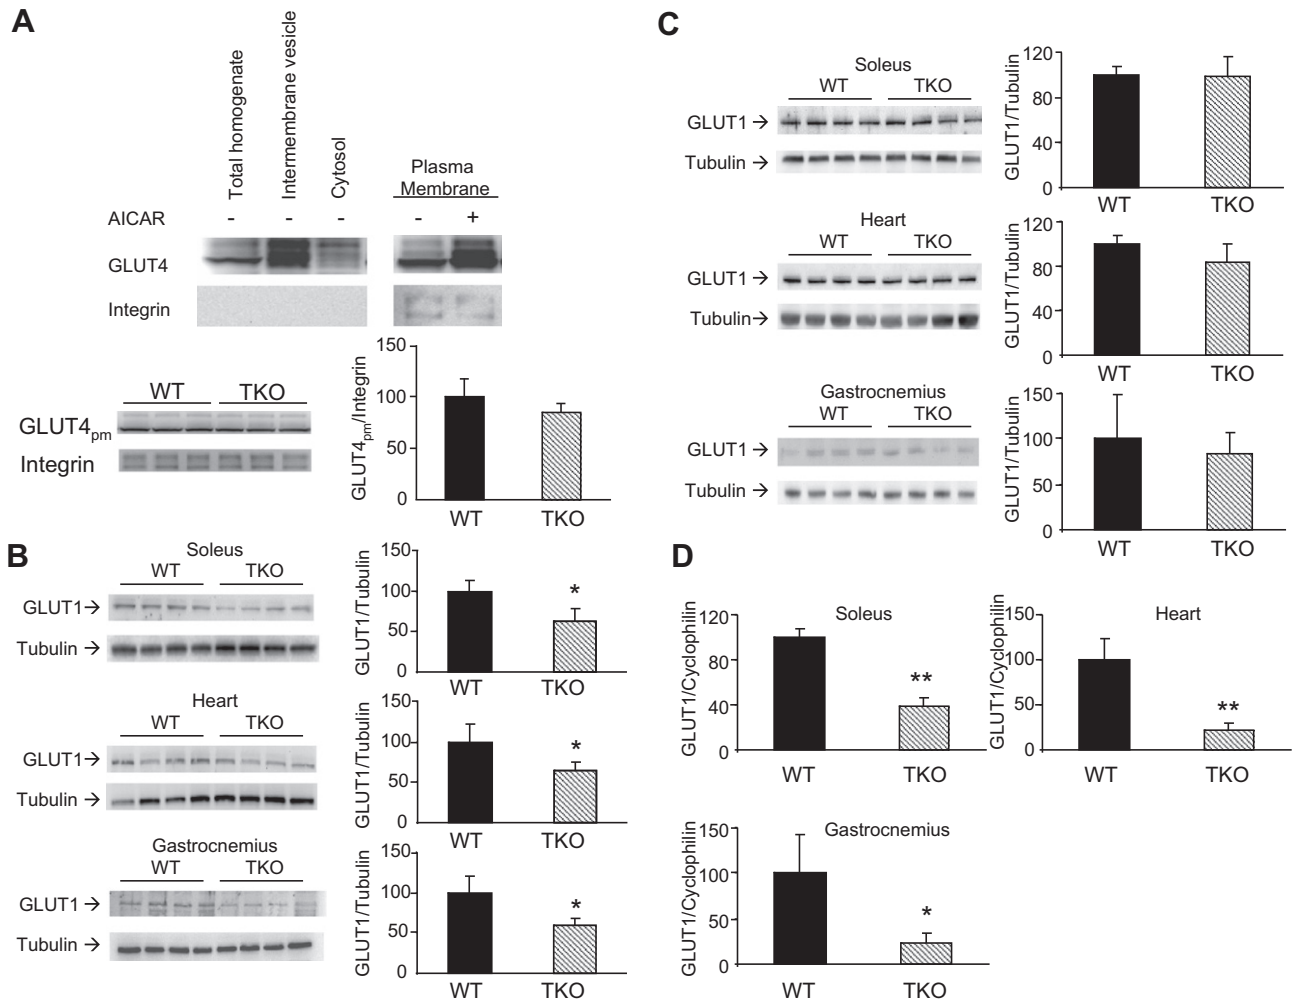 A
Total homogenate
Intermembrane vesicle
Cytosol
Plasma
Membrane
AICAR - - - - +
GLUT4
Integrin
WT TKO
GLUT4pm
Integrin
GLUT4pm/Integrin
150
100
50
0
WT TKO
B
Soleus
WT TKO
GLUT1→
Tubulin →
GLUT1/Tubulin
150
100
50
0
*
WT TKO
Heart
WT TKO
GLUT1→
Tubulin →
GLUT1/Tubulin
150
100
50
0
*
WT TKO
Gastrocnemius
WT TKO
GLUT1 →
Tubulin →
GLUT1/Tubulin
150
100
50
0
*
WT TKO
C
Soleus
WT TKO
GLUT1 →
Tubulin →
GLUT1/Tubulin
120
80
40
0
WT TKO
Heart
WT TKO
GLUT1 →
Tubulin→
GLUT1/Tubulin
120
80
40
0
WT TKO
Gastrocnemius
WT TKO
GLUT1 →
Tubulin →
GLUT1/Tubulin
150
100
50
0
WT TKO
D
Soleus
GLUT1/Cyclophilin
120
80
40
0
**
WT TKO
Heart
GLUT1/Cyclophilin
150
100
50
0
**
WT TKO
Gastrocnemius
GLUT1/Cyclophilin
150
100
50
0
*
WT TKO